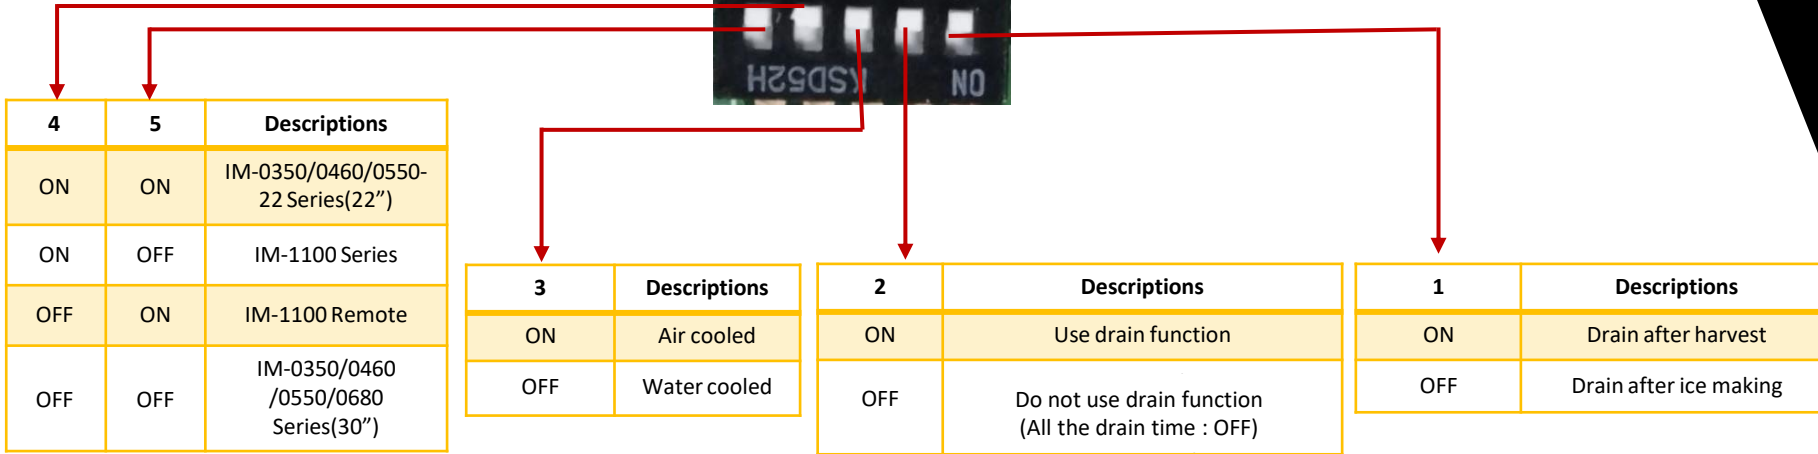 KSD52H ON
4 5 Descriptions
ON ON IM-0350/0460/0550-
22 Series(22”)
ON OFF IM-1100 Series
OFF ON IM-1100 Remote
OFF OFF IM-0350/0460
/0550/0680
Series(30”)
3 Descriptions
ON Air cooled
OFF Water cooled
2 Descriptions
ON Use drain function
OFF Do not use drain function
(All the drain time : OFF)
1 Descriptions
ON Drain after harvest
OFF Drain after ice making